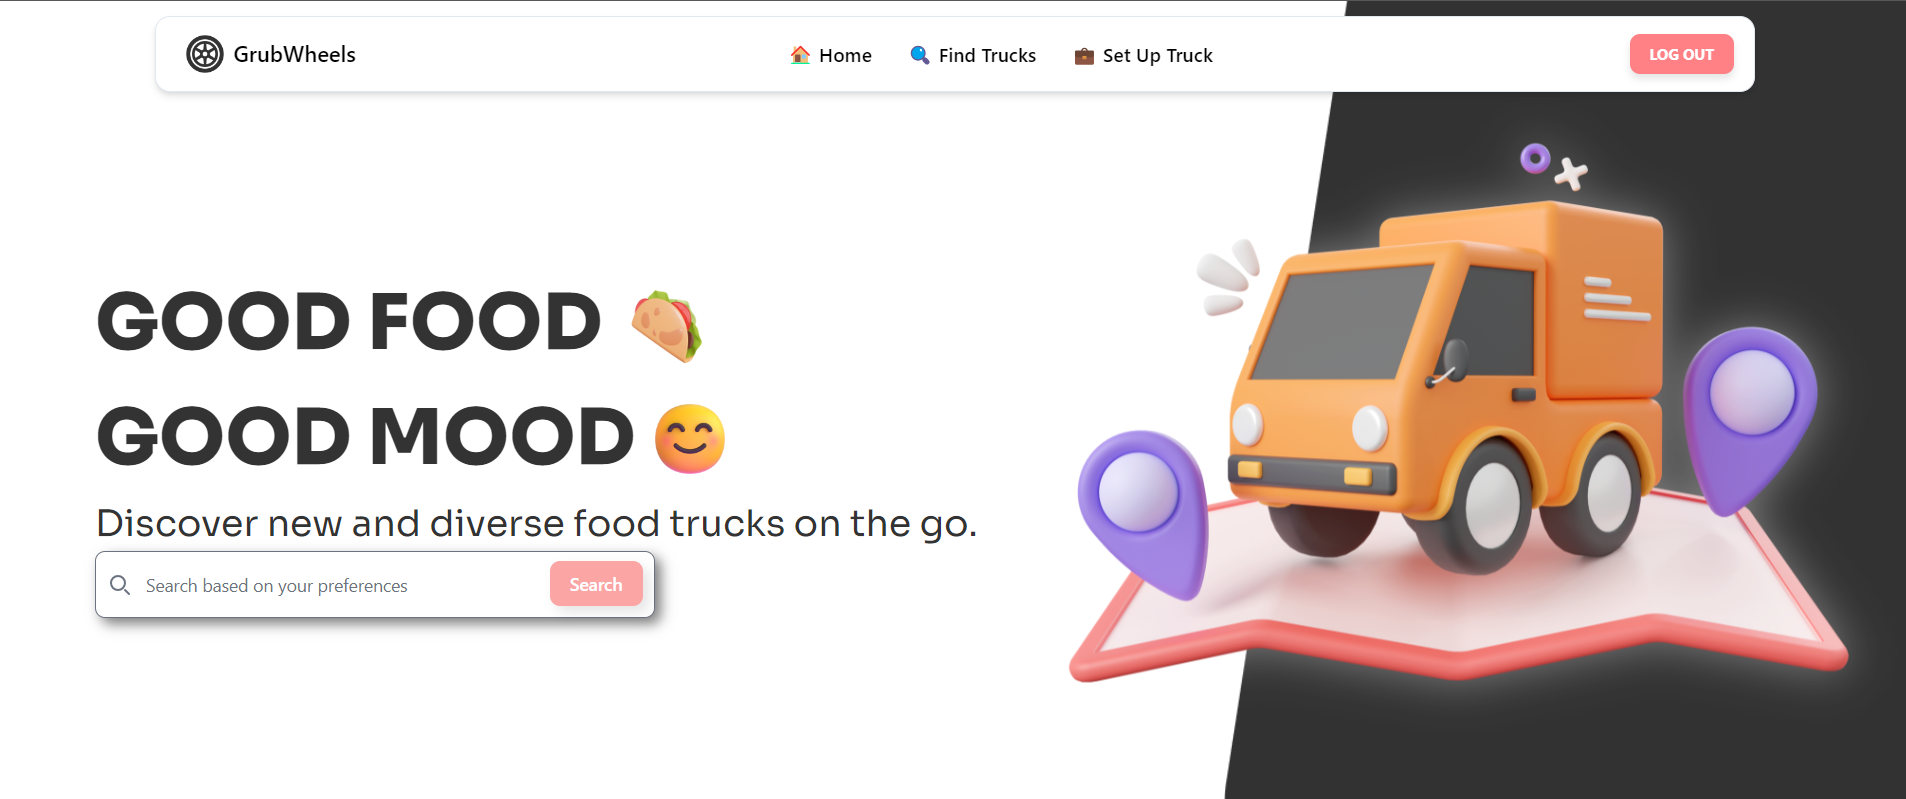 GrubWheels
🏠 Home
🔍 Find Trucks
💼 Set Up Truck
LOG OUT
GOOD FOOD 🌮
GOOD MOOD 😊
Discover new and diverse food trucks on the go.
Search based on your preferences
Search